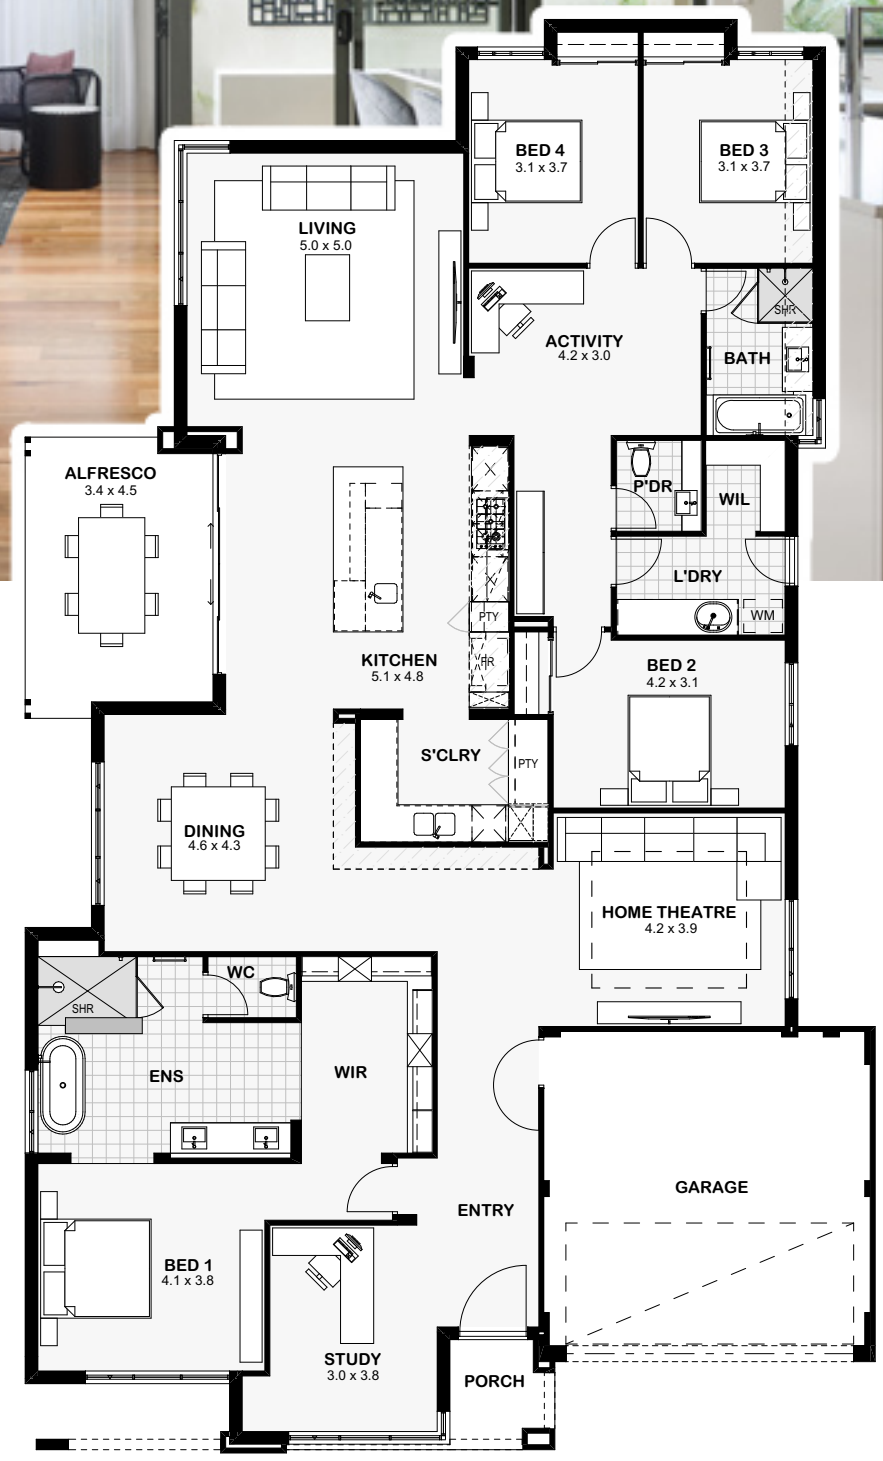 BED 4
3.1 x 3.7
BED 3
3.1 x 3.7
LIVING
5.0 x 5.0
SHR
ACTIVITY
4.2 x 3.0
BATH
ALFRESCO
3.4 x 4.5
P'DR
WIL
L'DRY
PTY
WM
KITCHEN
5.1 x 4.8
FR
BED 2
4.2 x 3.1
S'CLRY
PTY
DINING
4.6 x 4.3
HOME THEATRE
4.2 x 3.9
WC
SHR
ENS
WIR
GARAGE
ENTRY
BED 1
4.1 x 3.8
STUDY
3.0 x 3.8
PORCH